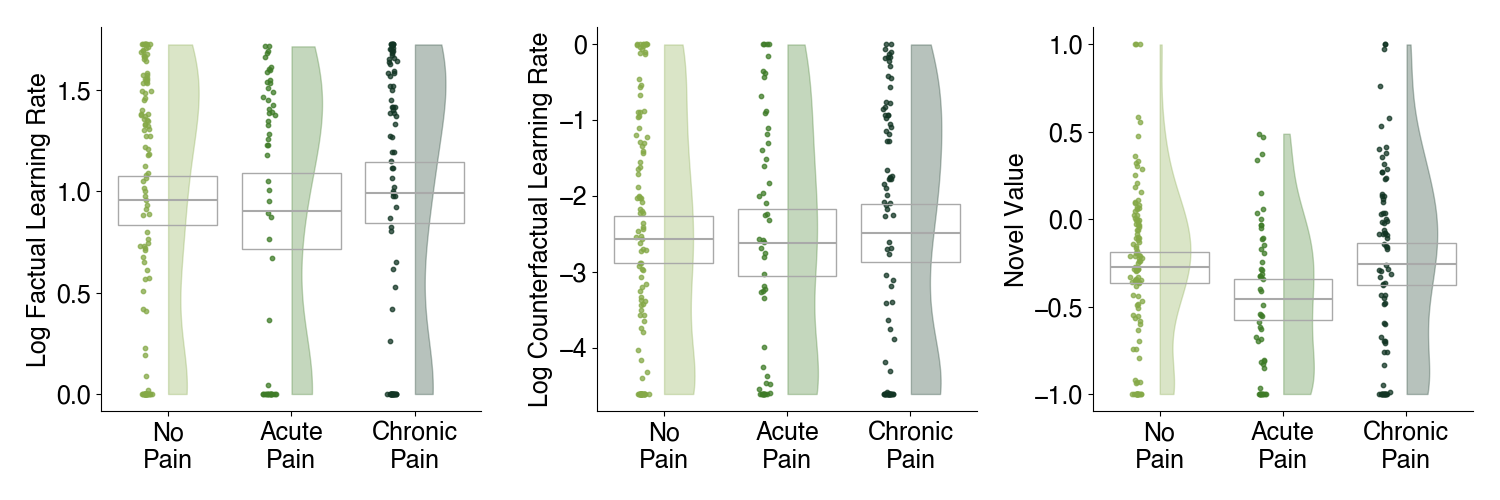 Log Factual Learning Rate
1.5
1.0
0.5
0.0
No
Pain
Acute
Pain
Chronic
Pain
Log Counterfactual Learning Rate
0
−1
−2
−3
−4
No
Pain
Acute
Pain
Chronic
Pain
Novel Value
1.0
0.5
0.0
−0.5
−1.0
No
Pain
Acute
Pain
Chronic
Pain